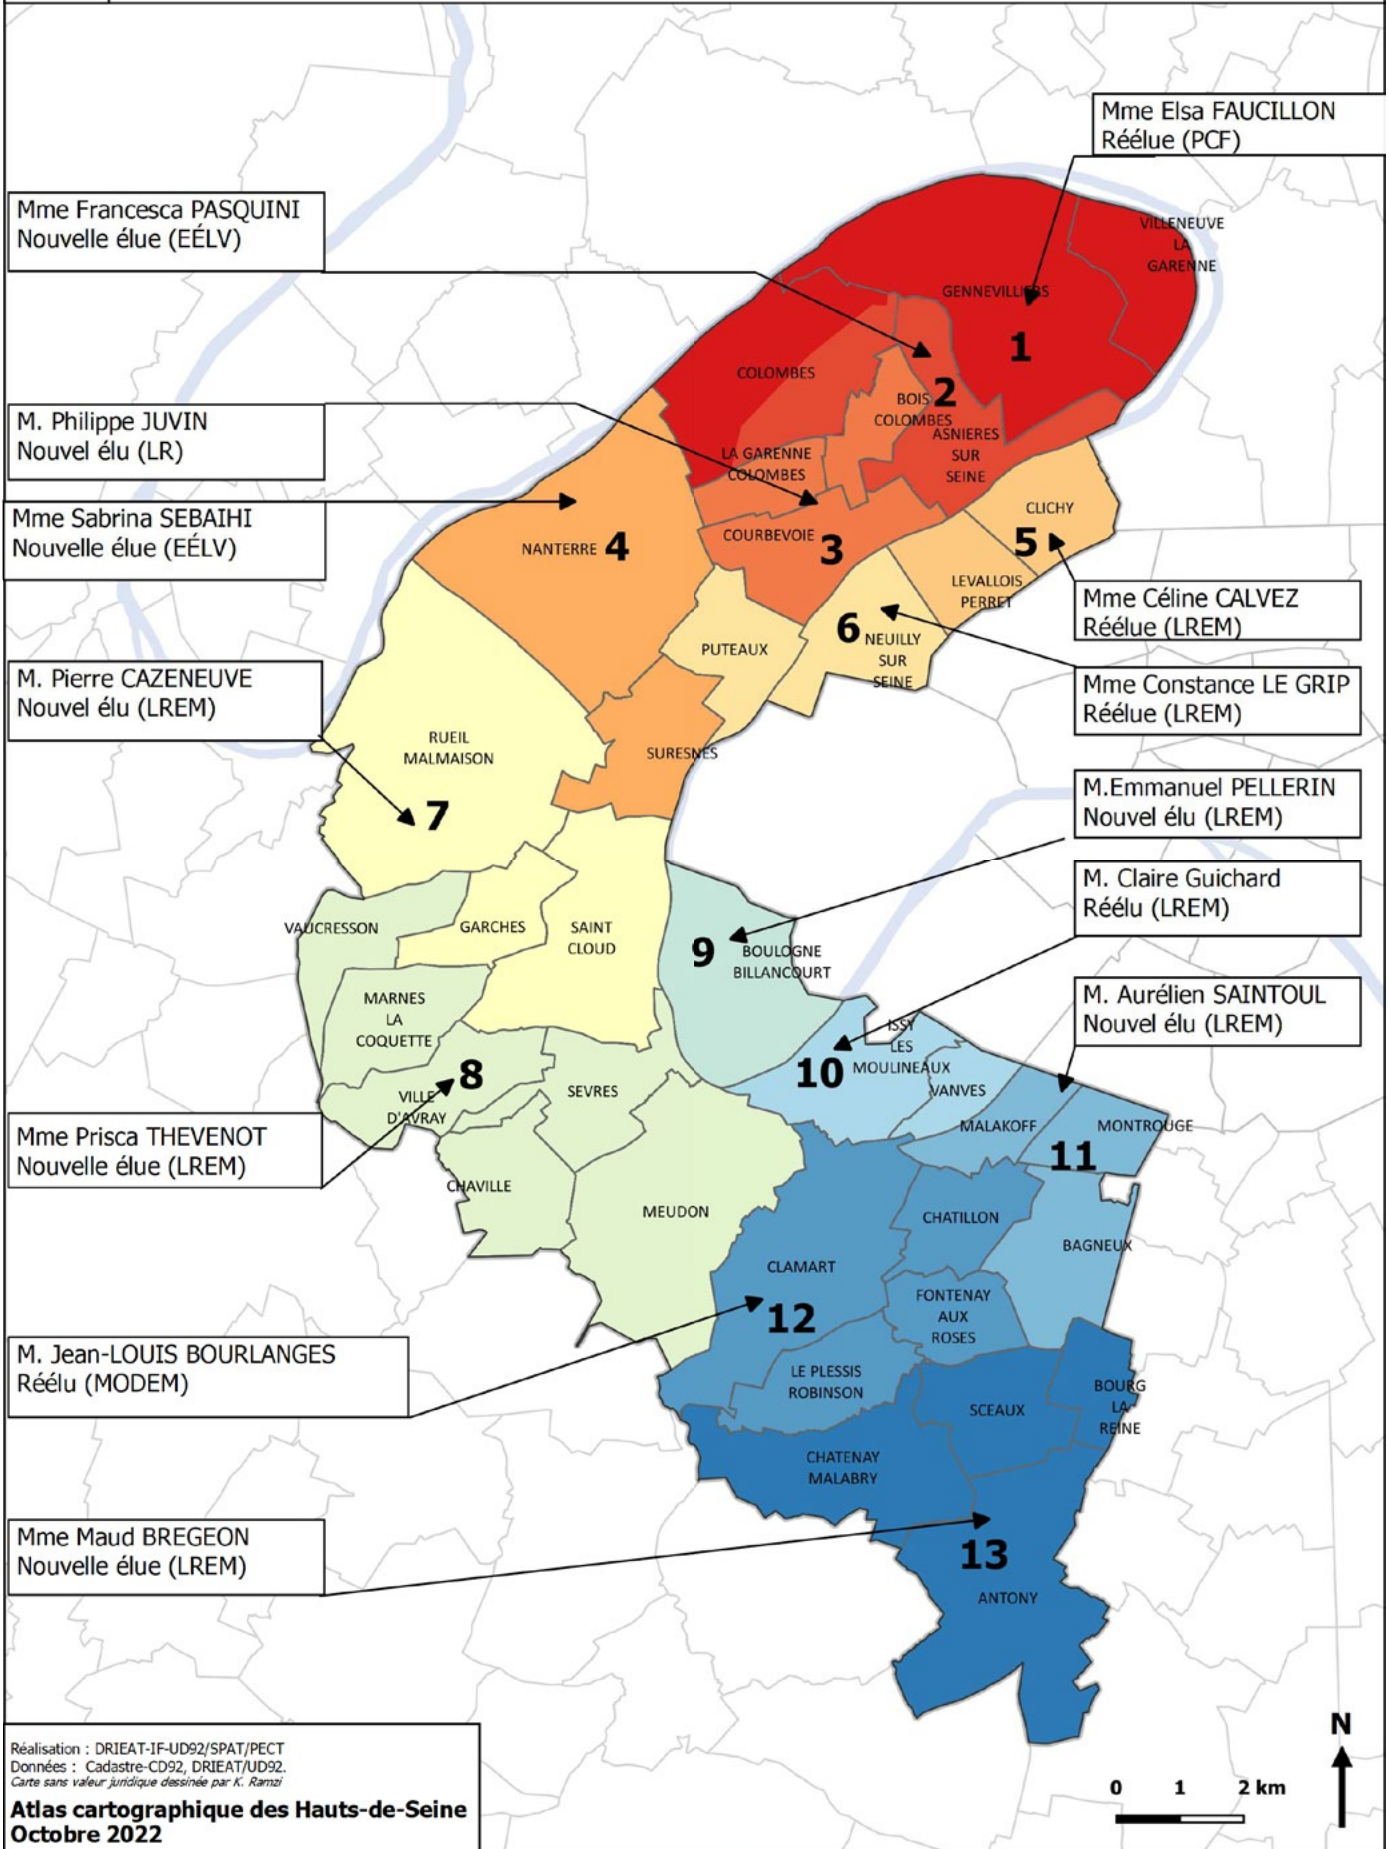 Mme Elsa FAUCILLON
Réélue (PCF)
Mme Francesca PASQUINI
Nouvelle élue (EÉLV)
VILLENEUVE
LA
GARENNE
GENNEVILLIERS
1
COLOMBES
2
BOIS
COLOMBES
ASNIERES
SUR
SEINE
M. Philippe JUVIN
Nouvel élu (LR)
LA GARENNE
COLOMBES
Mme Sabrina SEBAIHI
Nouvelle élue (EÉLV)
NANTERRE 4
COURBEVOIE 3
CLICHY
5
LEVALLOIS
PERRET
Mme Céline CALVEZ
Réélue (LREM)
6
NEUILLY
SUR
SEINE
PUTEAUX
M. Pierre CAZENEUVE
Nouvel élu (LREM)
Mme Constance LE GRIP
Réélue (LREM)
RUEIL
MALMAISON
7
SURESNES
M.Emmanuel PELLERIN
Nouvel élu (LREM)
M. Claire Guichard
Réélu (LREM)
VAUCRESSON
GARCHES
SAINT
CLOUD
9
BOULOGNE
BILLANCOURT
M. Aurélien SAINTOUL
Nouvel élu (LREM)
MARNES
LA
COQUETTE
8
VILLE
D'AVRAY
SEVRES
10
ISSY
LES
MOULINEAUX
VANVES
MALAKOFF
MONTROUGE
11
Mme Prisca THEVENOT
Nouvelle élue (LREM)
CHAVILLE
MEUDON
CHATILLON
BAGNEUX
CLAMART
12
FONTENAY
AUX
ROSES
M. Jean-LOUIS BOURLANGES
Réélu (MODEM)
LE PLESSIS
ROBINSON
SCEAUX
BOURG
LA
REINE
CHATENAY
MALABRY
Mme Maud BREGEON
Nouvelle élue (LREM)
13
ANTONY
Réalisation : DRIEAT-IF-UD92/SPAT/PECT
Données : Cadastre-CD92, DRIEAT/UD92.
Carte sans valeur juridique dessinée par K. Ramzi
Atlas cartographique des Hauts-de-Seine
Octobre 2022
N
0 1 2 km